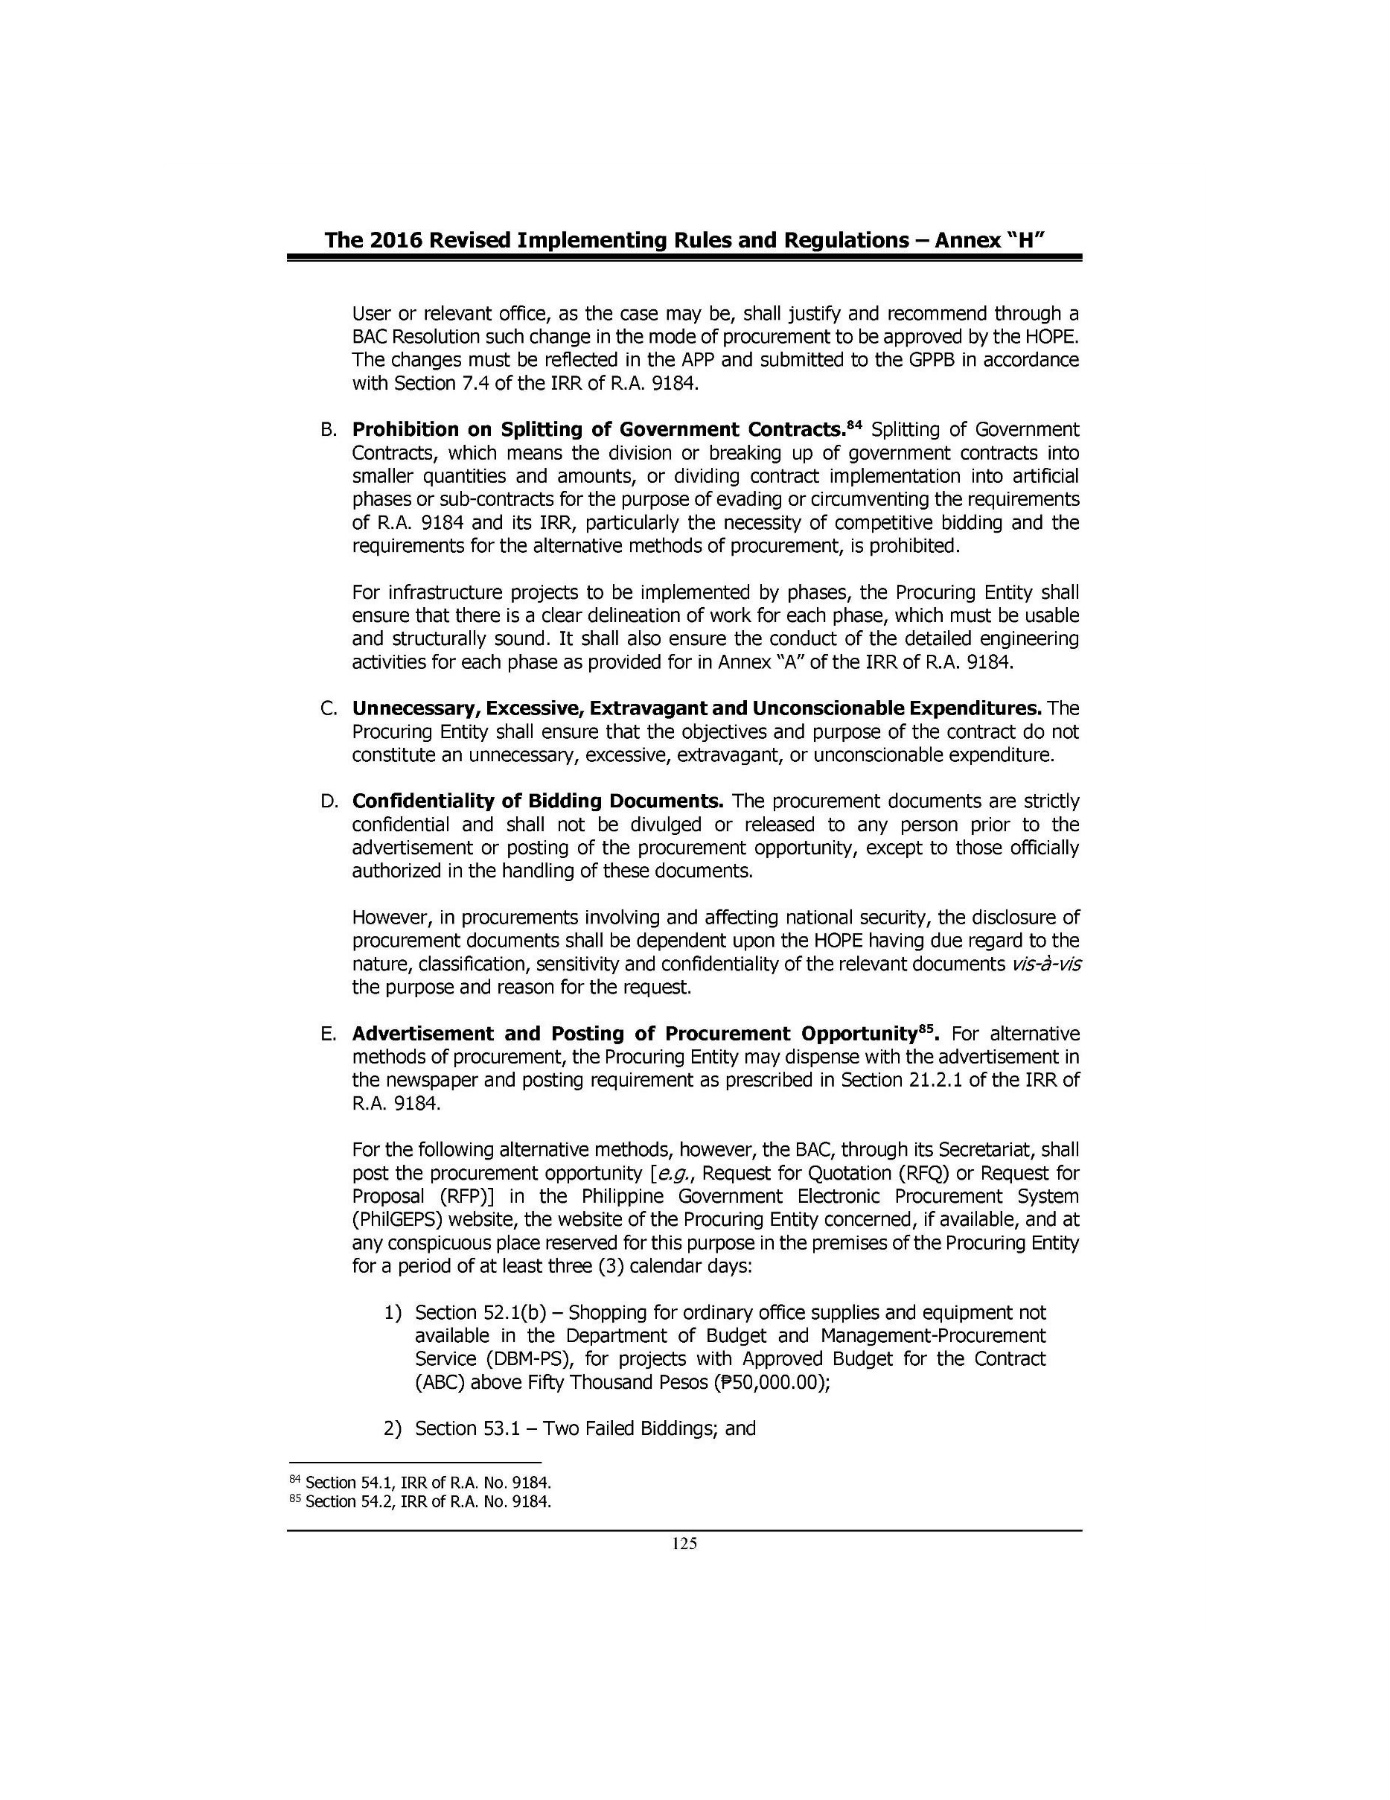 The 2016 Revised Implementing Rules and Regulations – Annex “H”
User or relevant office, as the case may be, shall justify and recommend through a
BAC Resolution such change in the mode of procurement to be approved by the HOPE.
The changes must be reflected in the APP and submitted to the GPPB in accordance
with Section 7.4 of the IRR of R.A. 9184.
B. Prohibition on Splitting of Government Contracts.84 Splitting of Government
Contracts, which means the division or breaking up of government contracts into
smaller quantities and amounts, or dividing contract implementation into artificial
phases or sub-contracts for the purpose of evading or circumventing the requirements
of R.A. 9184 and its IRR, particularly the necessity of competitive bidding and the
requirements for the alternative methods of procurement, is prohibited.
For infrastructure projects to be implemented by phases, the Procuring Entity shall
ensure that there is a clear delineation of work for each phase, which must be usable
and structurally sound. It shall also ensure the conduct of the detailed engineering
activities for each phase as provided for in Annex “A” of the IRR of R.A. 9184.
C. Unnecessary, Excessive, Extravagant and Unconscionable Expenditures. The
Procuring Entity shall ensure that the objectives and purpose of the contract do not
constitute an unnecessary, excessive, extravagant, or unconscionable expenditure.
D. Confidentiality of Bidding Documents. The procurement documents are strictly
confidential and shall not be divulged or released to any person prior to the
advertisement or posting of the procurement opportunity, except to those officially
authorized in the handling of these documents.
However, in procurements involving and affecting national security, the disclosure of
procurement documents shall be dependent upon the HOPE having due regard to the
nature, classification, sensitivity and confidentiality of the relevant documents vis-à-vis
the purpose and reason for the request.
E. Advertisement and Posting of Procurement Opportunity85. For alternative
methods of procurement, the Procuring Entity may dispense with the advertisement in
the newspaper and posting requirement as prescribed in Section 21.2.1 of the IRR of
R.A. 9184.
For the following alternative methods, however, the BAC, through its Secretariat, shall
post the procurement opportunity [e.g., Request for Quotation (RFQ) or Request for
Proposal (RFP)] in the Philippine Government Electronic Procurement System
(PhilGEPS) website, the website of the Procuring Entity concerned, if available, and at
any conspicuous place reserved for this purpose in the premises of the Procuring Entity
for a period of at least three (3) calendar days:
1) Section 52.1(b) – Shopping for ordinary office supplies and equipment not
available in the Department of Budget and Management-Procurement
Service (DBM-PS), for projects with Approved Budget for the Contract
(ABC) above Fifty Thousand Pesos (₱50,000.00);
2) Section 53.1 – Two Failed Biddings; and
84 Section 54.1, IRR of R.A. No. 9184.
85 Section 54.2, IRR of R.A. No. 9184.
125